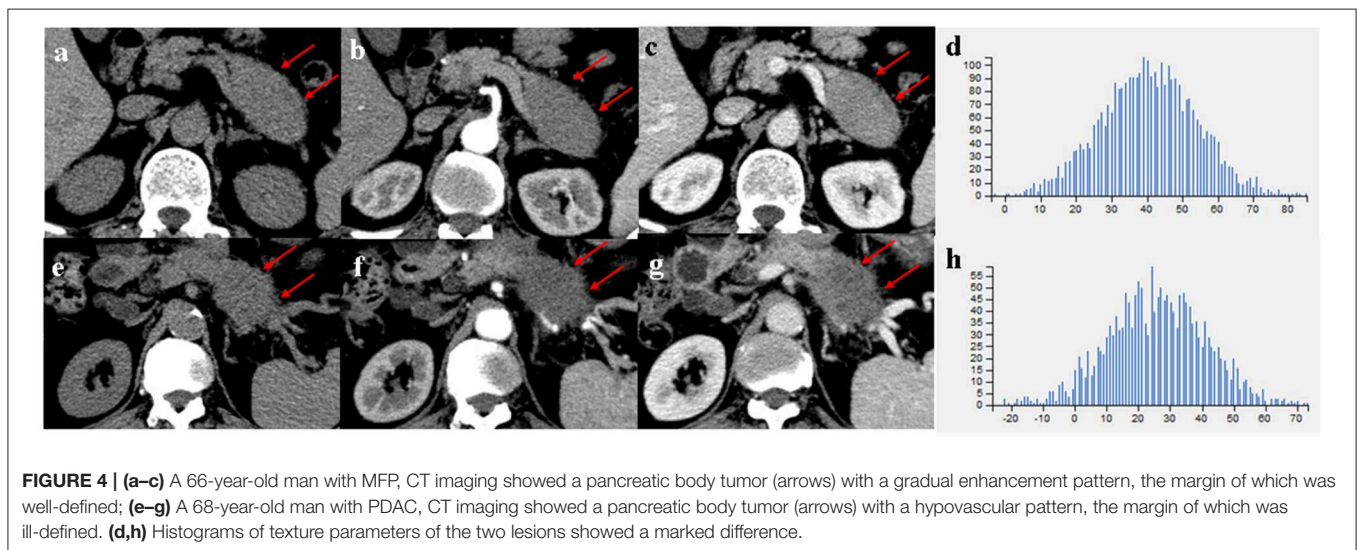 a
b
c
d
100
90
80
70
60
50
40
30
20
10
0
0 20 40 60 80
e
f
g
h
55
50
45
40
35
30
25
20
15
10
5
0
-20 -10 0 10 20 30 40 50 60 70
FIGURE 4 | (a–c) A 66-year-old man with MFP, CT imaging showed a pancreatic body tumor (arrows) with a gradual enhancement pattern, the margin of which was
well-defined; (e–g) A 68-year-old man with PDAC, CT imaging showed a pancreatic body tumor (arrows) with a hypovascular pattern, the margin of which was
ill-defined. (d,h) Histograms of texture parameters of the two lesions showed a marked difference.